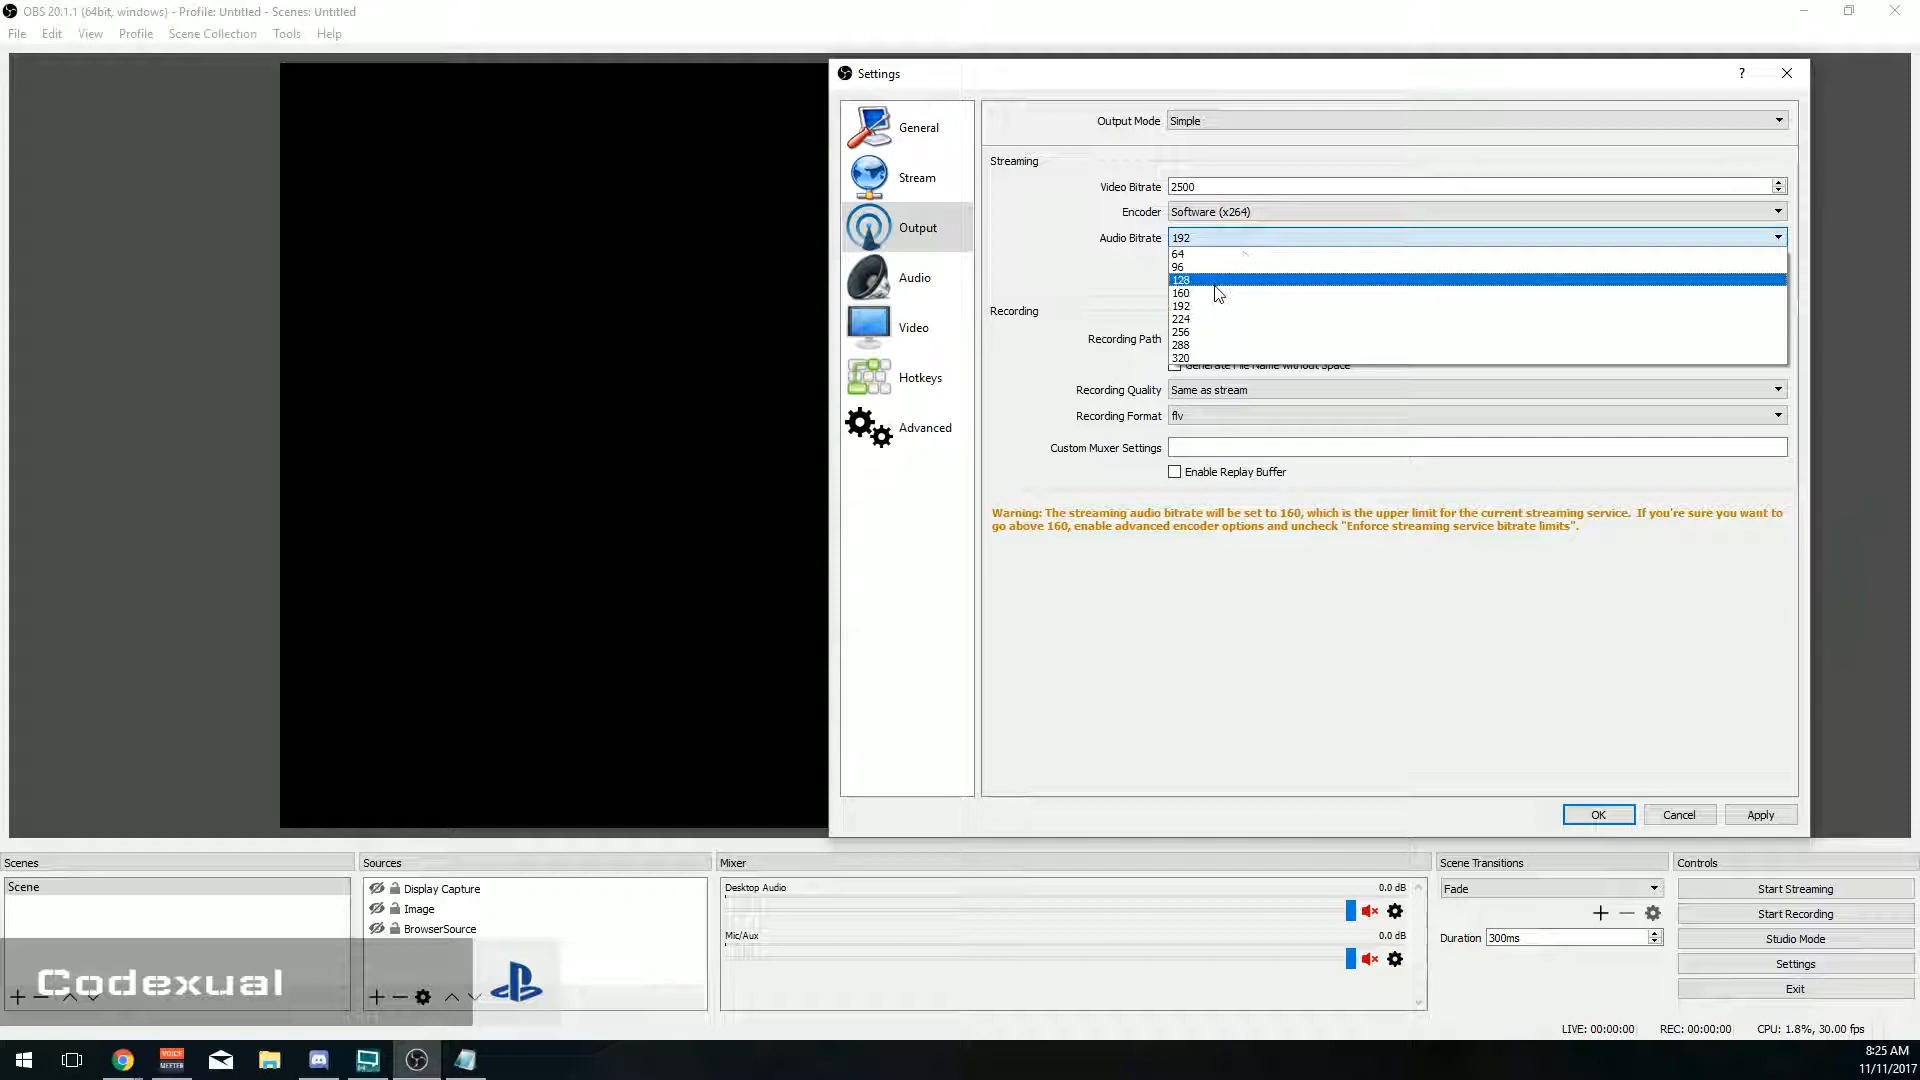 OBS 20.1.1 (64bit, windows) - Profile: Untitled - Scenes: Untitled
File Edit View Profile Scene Collection Tools Help
Settings
?
General
Stream
Output
Audio
Video
Hotkeys
Advanced
Output Mode Simple
Streaming
Video Bitrate 2500
Encoder Software (x264)
Audio Bitrate 192
64
96
128
160
192
224
256
288
320
Recording
Recording Path
Generate File Name without Space
Recording Quality Same as stream
Recording Format flv
Custom Muxer Settings
Enable Replay Buffer
Warning: The streaming audio bitrate will be set to 160, which is the upper limit for the current streaming service. If you're sure you want to
go above 160, enable advanced encoder options and uncheck "Enforce streaming service bitrate limits".
OK Cancel Apply
Scenes
Scene
Sources
Display Capture
Image
BrowserSource
Codexual
Mixer
Desktop Audio 0.0 dB
Mic/Aux 0.0 dB
Scene Transitions
Fade
Duration 300ms
Controls
Start Streaming
Start Recording
Studio Mode
Settings
Exit
LIVE: 00:00:00 REC: 00:00:00 CPU: 1.8%, 30.00 fps
VOICE
MEETER
8:25 AM
11/11/2017